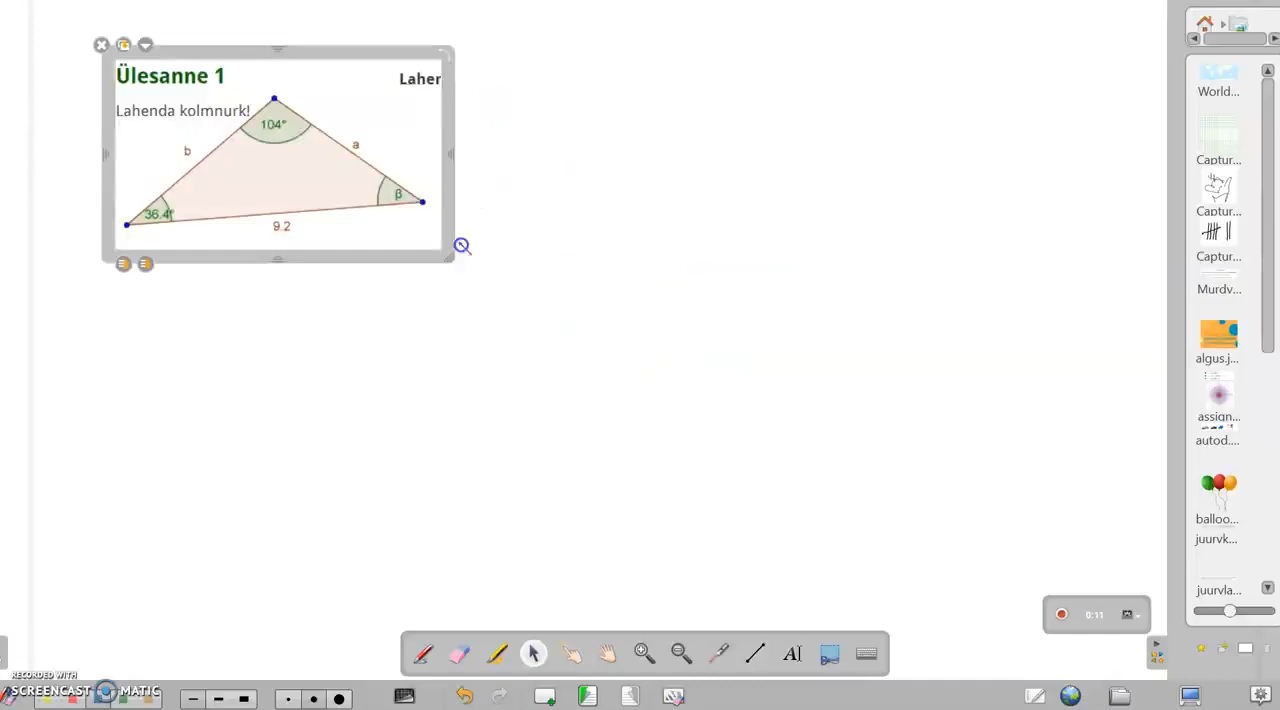 Ülesanne 1
Laher
Lahenda kolmnurk!
104°
b
a
β
36.4°
9.2
World...
Captur...
Captur...
Captur...
Murdv...
algus.j...
assign...
autod....
balloo...
juurvk...
juurvla...
0:11
A
RECORDED WITH
SCREENCAST MATIC